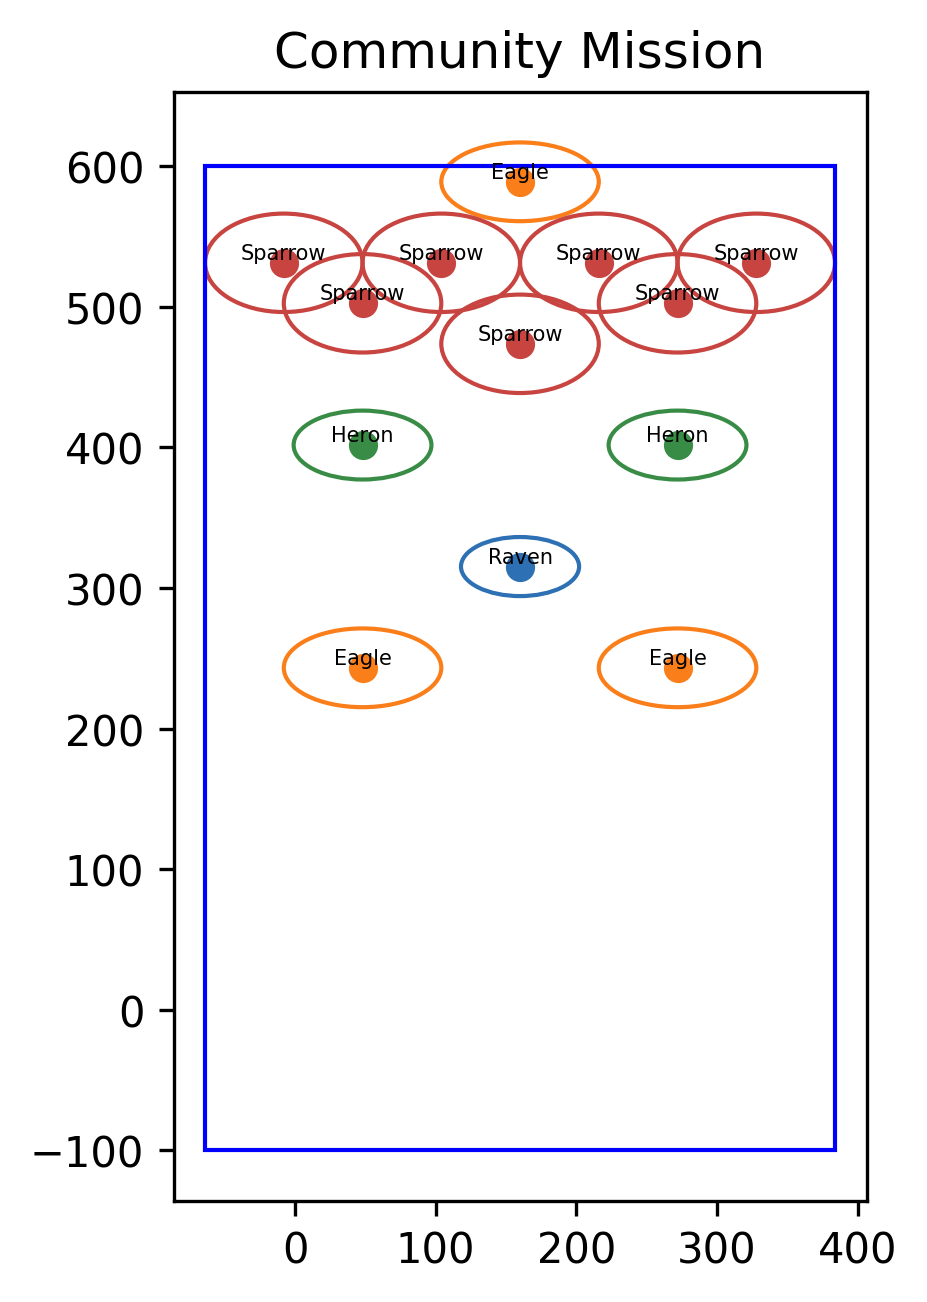 Community Mission
600
500
400
300
200
100
0
−100
Eagle
Sparrow Sparrow Sparrow Sparrow
Sparrow Sparrow
Sparrow
Heron Heron
Raven
Eagle Eagle
0 100 200 300 400